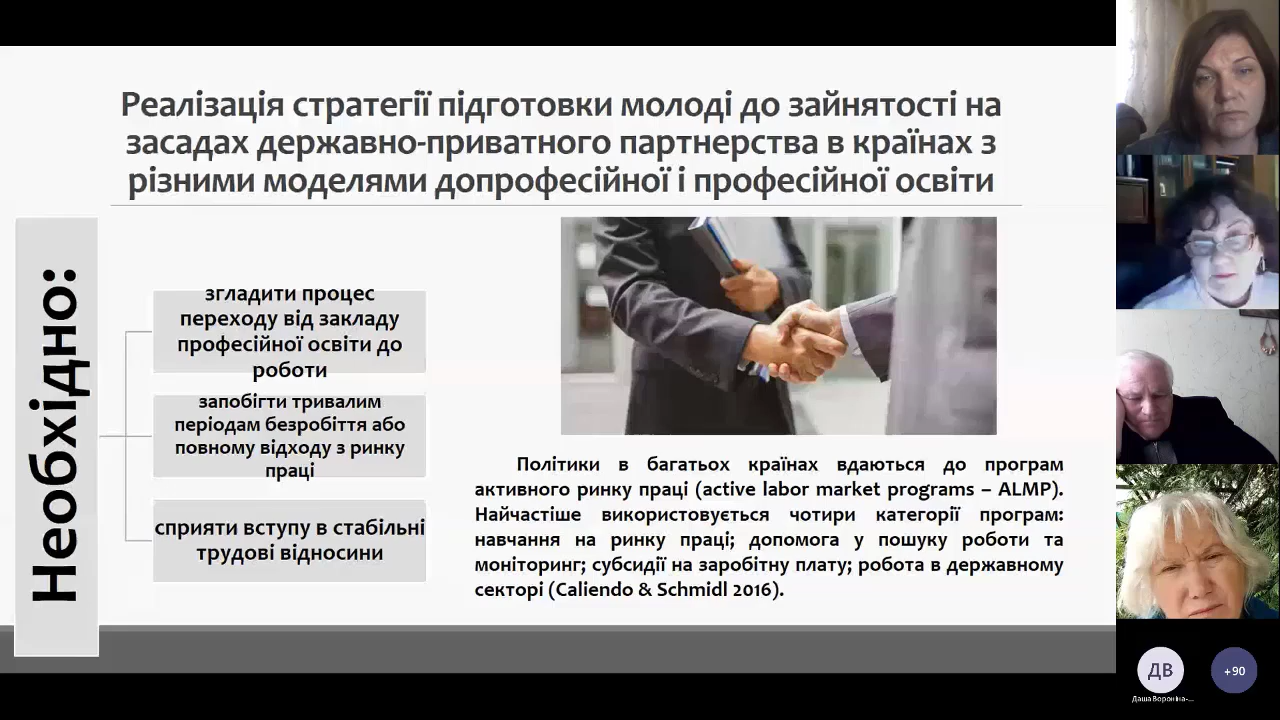 Реалізація стратегії підготовки молоді до зайнятості на
засадах державно-приватного партнерства в країнах з
різними моделями допрофесійної і професійної освіти
Необхідно:
згладити процес
переходу від закладу
професійної освіти до
роботи
запобігти тривалим
періодам безробіття або
повному відходу з ринку
праці
сприяти вступу в стабільні
трудові відносини
Політики в багатьох країнах вдаються до програм
активного ринку праці (active labor market programs – ALMP).
Найчастіше використовується чотири категорії програм:
навчання на ринку праці; допомога у пошуку роботи та
моніторинг; субсидії на заробітну плату; робота в державному
секторі (Caliendo & Schmidl 2016).
ДВ
+90
Даша Вороніна-...